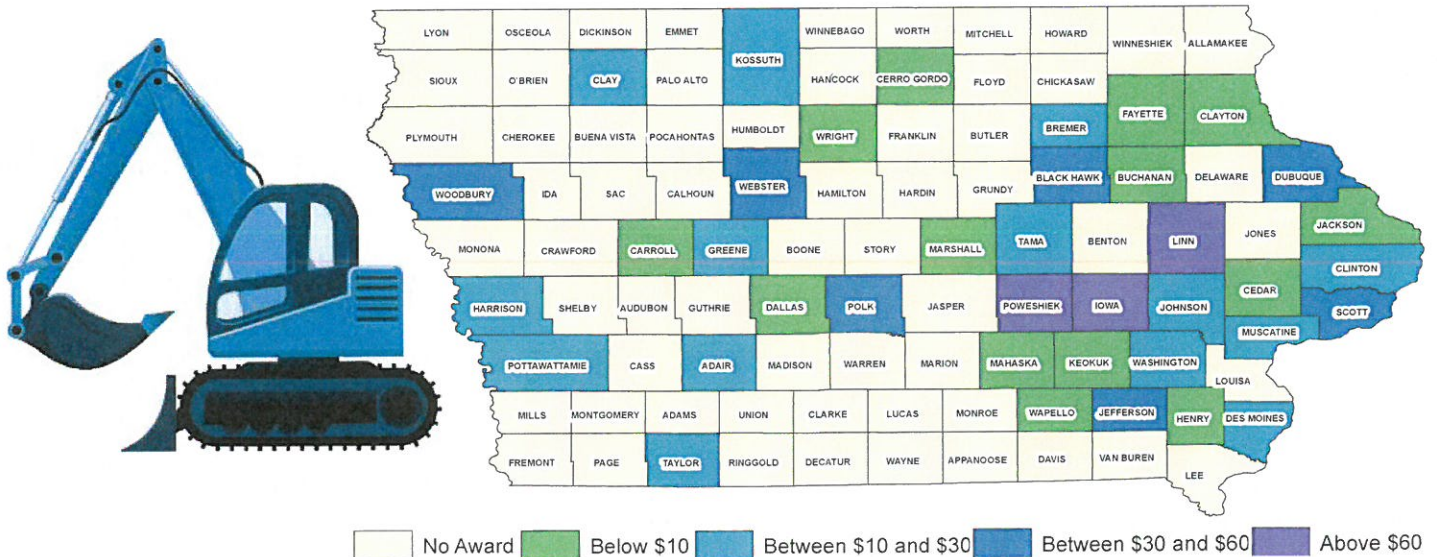 LYON OSCEOLA DICKINSON EMMET WINNEBAGO WORTH MITCHELL HOWARD
WINNESHIEK ALLAMAKEE
KOSSUTH
SIOUX O'BRIEN CLAY PALO ALTO HANCOCK CERRO GORDO FLOYD CHICKASAW
FAYETTE CLAYTON
PLYMOUTH CHEROKEE BUENA VISTA POCAHONTAS HUMBOLDT WRIGHT FRANKLIN BUTLER BREMER
WOODBURY IDA SAC CALHOUN WEBSTER HAMILTON HARDIN GRUNDY BLACK HAWK BUCHANAN DELAWARE DUBUQUE
JACKSON
MONONA CRAWFORD CARROLL GREENE BOONE STORY MARSHALL TAMA BENTON LINN JONES
CLINTON
CEDAR
HARRISON SHELBY AUDUBON GUTHRIE DALLAS POLK JASPER POWESHIEK IOWA JOHNSON
SCOTT
MUSCATINE
POTTAWATTAMIE CASS ADAIR MADISON WARREN MARION MAHASKA KEOKUK WASHINGTON
LOUISA
MILLS MONTGOMERY ADAMS UNION CLARKE LUCAS MONROE WAPELLO JEFFERSON HENRY DES MOINES
FREMONT PAGE TAYLOR RINGGOLD DECATUR WAYNE APPANOOSE DAVIS VAN BUREN
LEE
No Award Below $10 Between $10 and $30 Between $30 and $60 Above $60